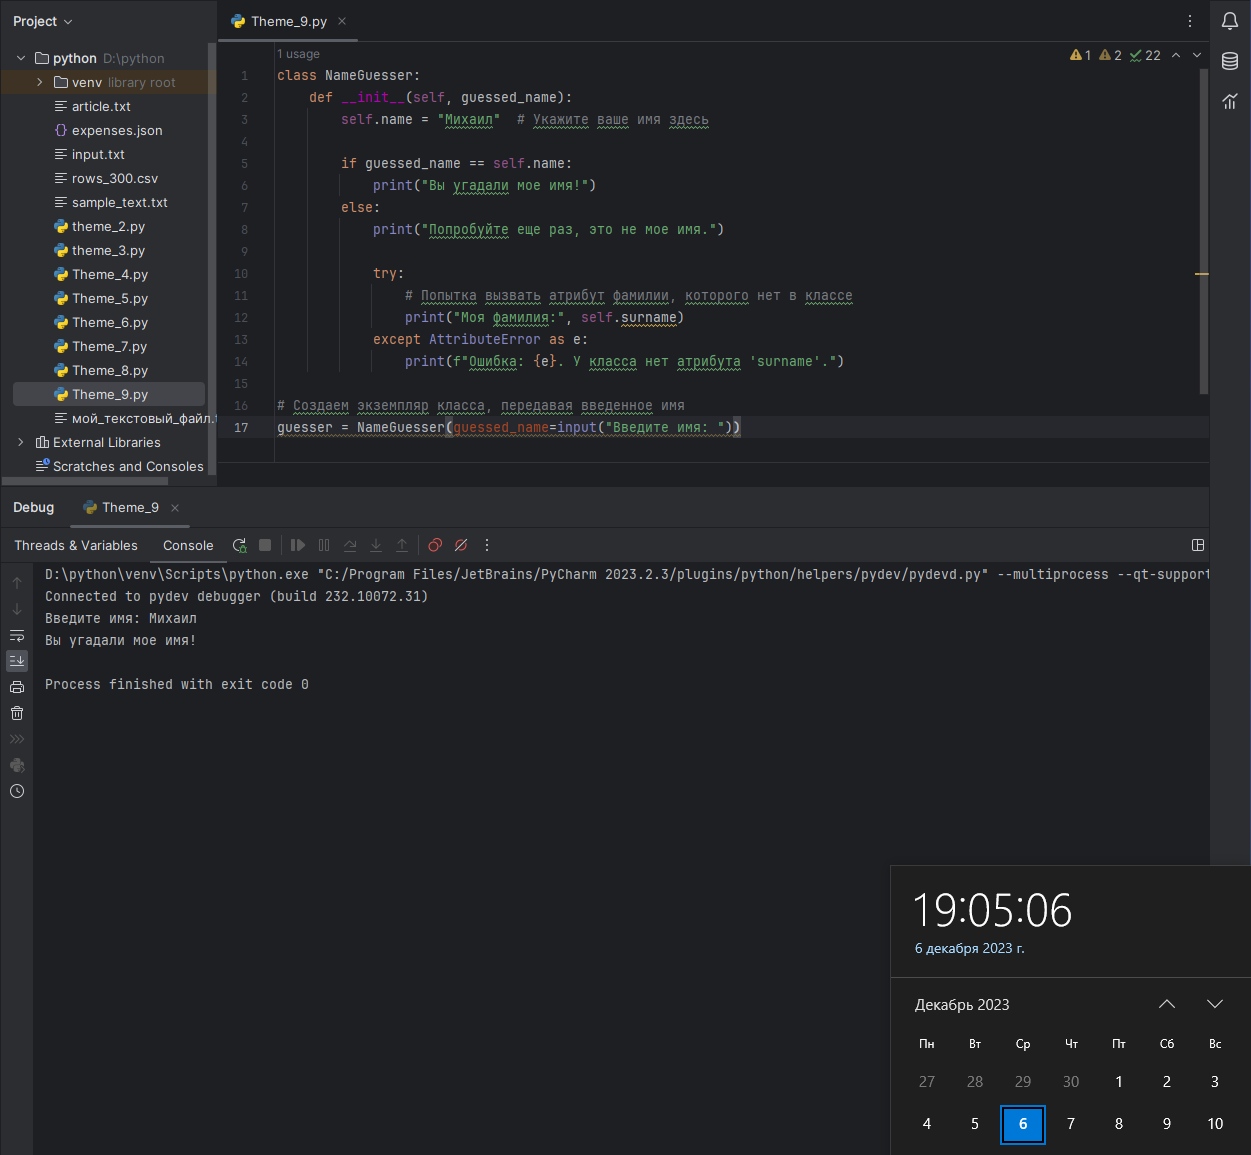 Project
python D:\python
venv library root
article.txt
expenses.json
input.txt
rows_300.csv
sample_text.txt
theme_2.py
theme_3.py
Theme_4.py
Theme_5.py
Theme_6.py
Theme_7.py
Theme_8.py
Theme_9.py
мой_текстовый_файл.
External Libraries
Scratches and Consoles
Theme_9.py
1 usage
1 2 22
1 class NameGuesser:
2     def __init__(self, guessed_name):
3         self.name = "Михаил"  # Укажите ваше имя здесь
4
5         if guessed_name == self.name:
6             print("Вы угадали мое имя!")
7         else:
8             print("Попробуйте еще раз, это не мое имя.")
9
10             try:
11                 # Попытка вызвать атрибут фамилии, которого нет в классе
12                 print("Моя фамилия:", self.surname)
13             except AttributeError as e:
14                 print(f"Ошибка: {e}. У класса нет атрибута 'surname'.")
15
16 # Создаем экземпляр класса, передавая введенное имя
17 guesser = NameGuesser(guessed_name=input("Введите имя: "))
Debug Theme_9
Threads & Variables Console
D:\python\venv\Scripts\python.exe "C:/Program Files/JetBrains/PyCharm 2023.2.3/plugins/python/helpers/pydev/pydevd.py" --multiprocess --qt-support
Connected to pydev debugger (build 232.10072.31)
Введите имя: Михаил
Вы угадали мое имя!
Process finished with exit code 0
19:05:06
6 декабря 2023 г.
Декабрь 2023
Пн Вт Ср Чт Пт Сб Вс
27 28 29 30 1 2 3
4 5 6 7 8 9 10